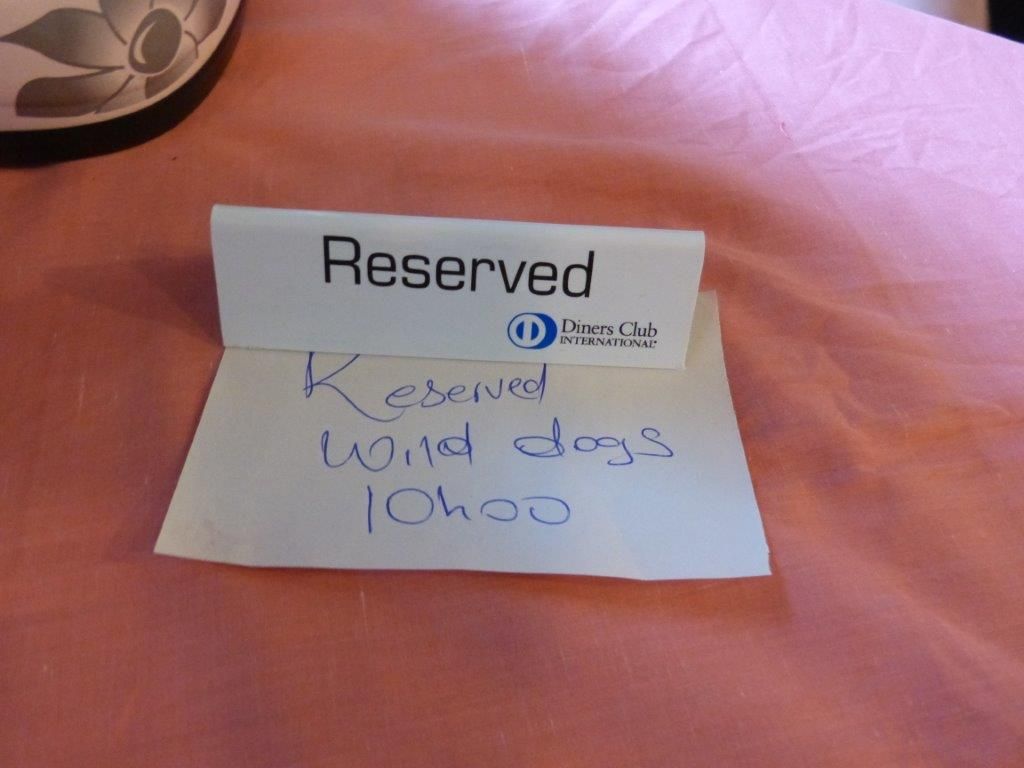 Reserved
Diners Club
INTERNATIONAL
Reserved
Wild dogs
10h00